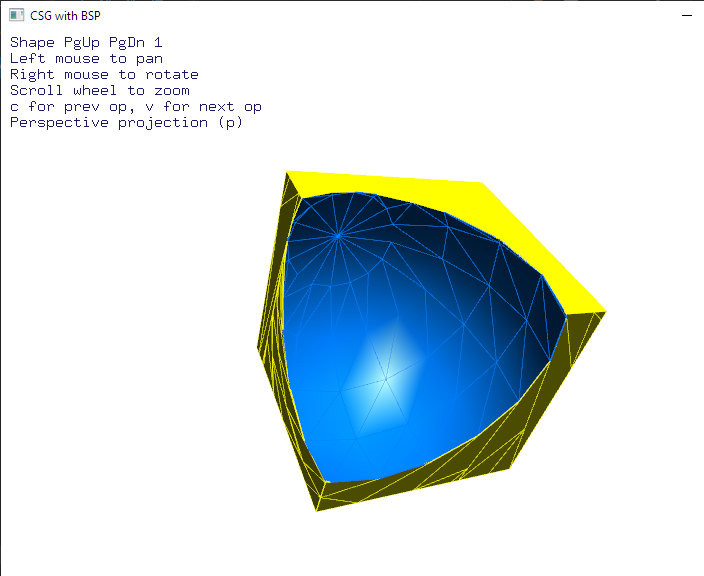 CSG with BSP
Shape PgUp PgDn 1
Left mouse to pan
Right mouse to rotate
Scroll wheel to zoom
c for prev op, v for next op
Perspective projection (p)